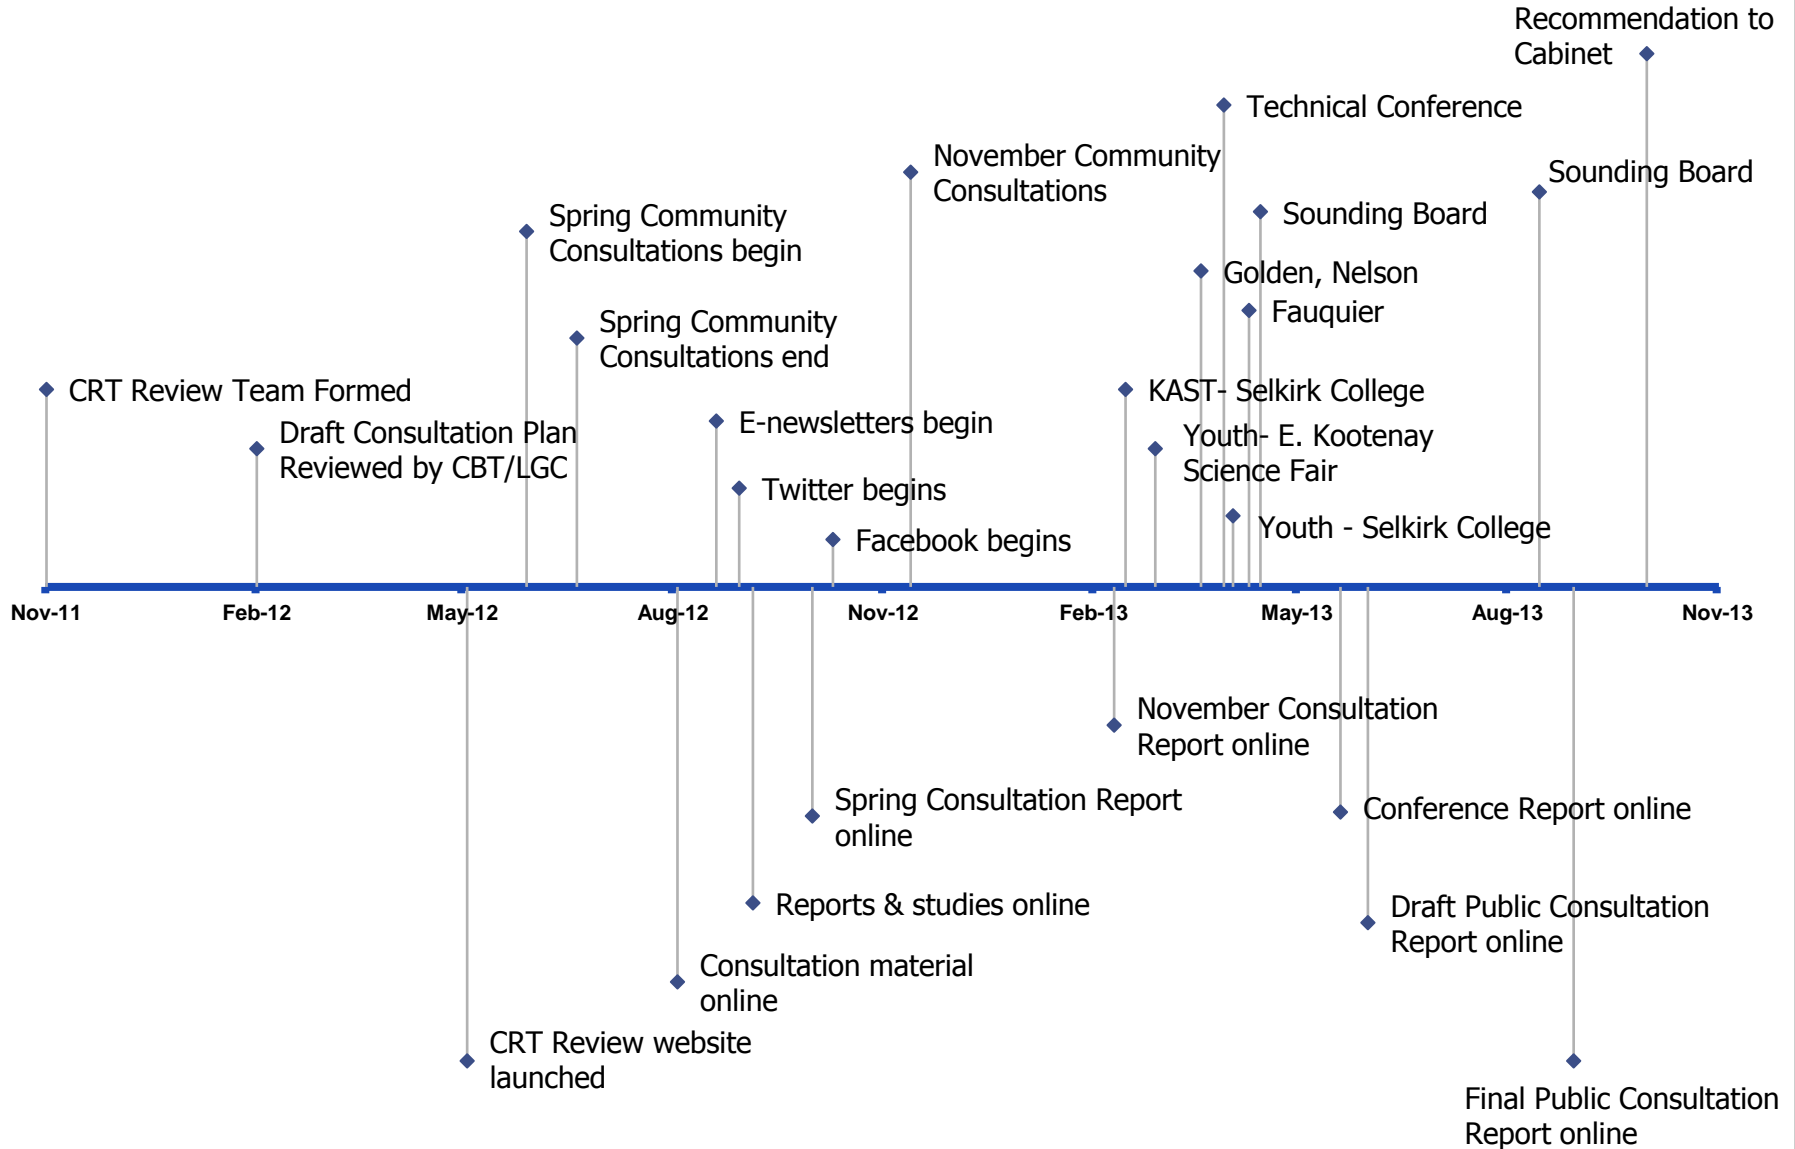 Recommendation to
Cabinet
Technical Conference
November Community
Consultations
Sounding Board
Spring Community
Consultations begin
Sounding Board
Golden, Nelson
Fauquier
Spring Community
Consultations end
CRT Review Team Formed
KAST- Selkirk College
E-newsletters begin
Draft Consultation Plan
Reviewed by CBT/LGC
Youth- E. Kootenay
Science Fair
Twitter begins
Youth - Selkirk College
Facebook begins
Nov-11 Feb-12 May-12 Aug-12 Nov-12 Feb-13 May-13 Aug-13 Nov-13
November Consultation
Report online
Spring Consultation Report
online
Conference Report online
Reports & studies online
Draft Public Consultation
Report online
Consultation material
online
CRT Review website
launched
Final Public Consultation
Report online